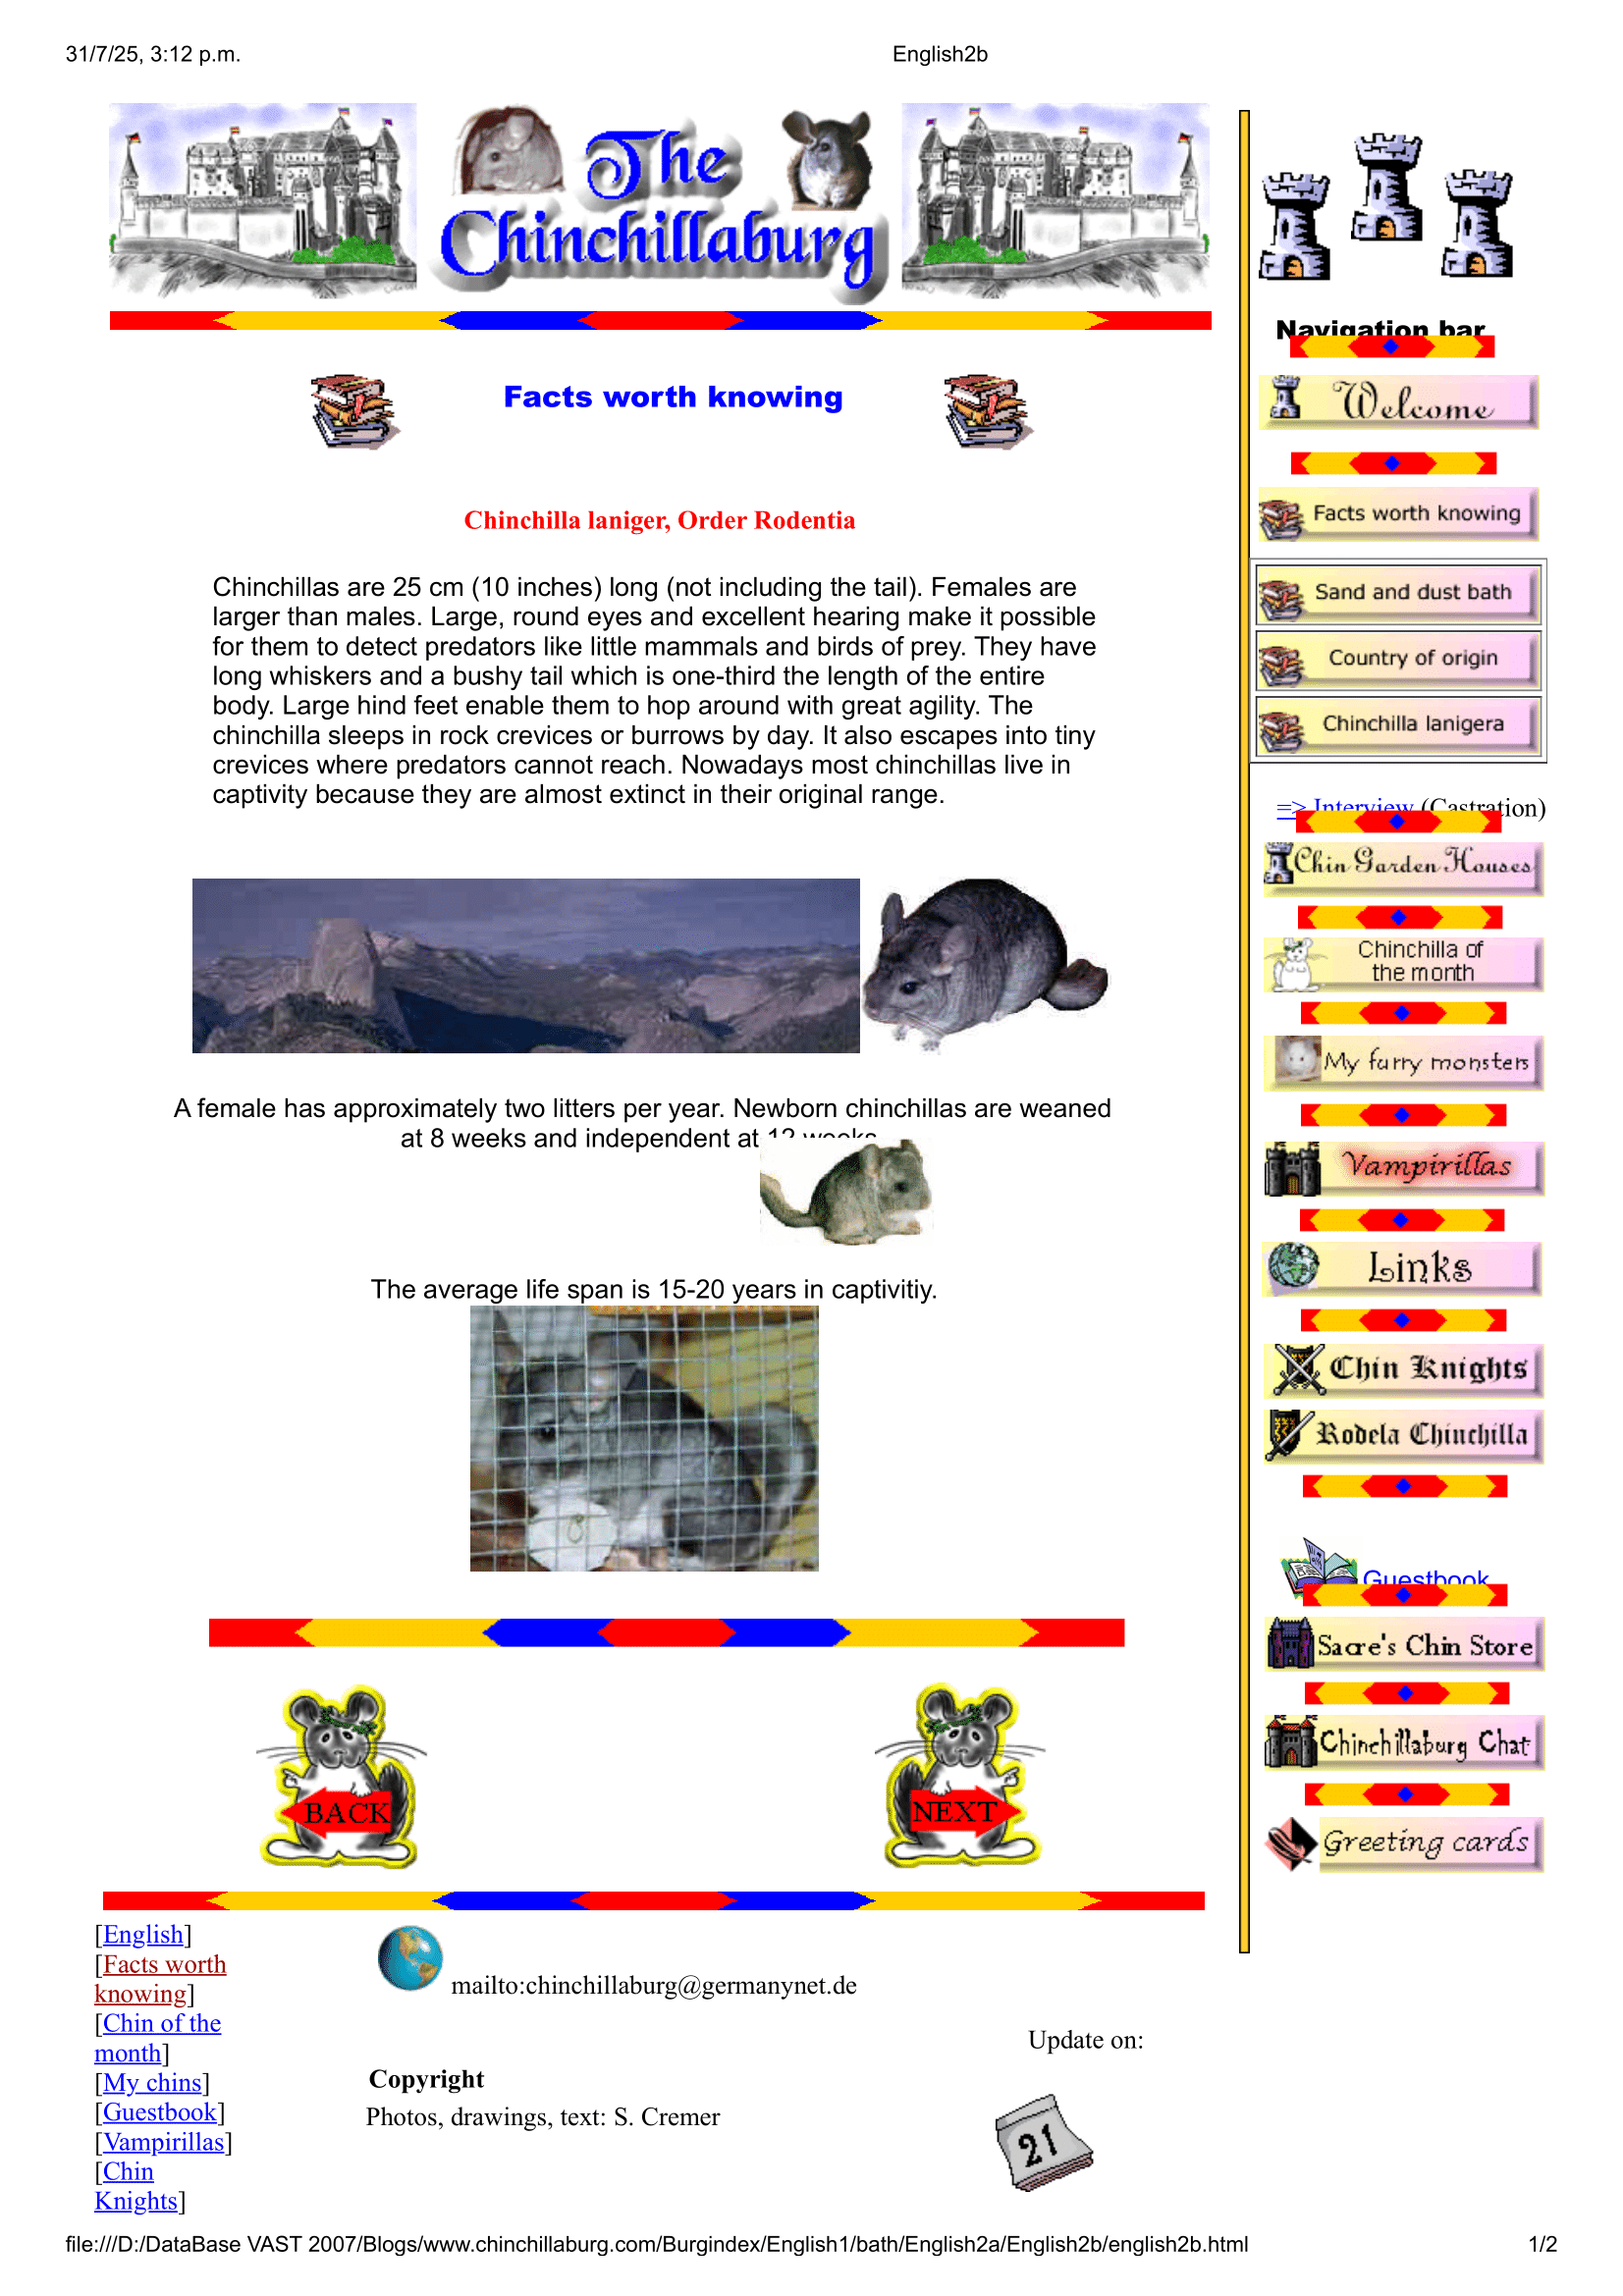 31/7/25, 3:12 p.m.
English2b
The
Chinchillaburg
Facts worth knowing
Chinchilla laniger, Order Rodentia
Chinchillas are 25 cm (10 inches) long (not including the tail). Females are
larger than males. Large, round eyes and excellent hearing make it possible
for them to detect predators like little mammals and birds of prey. They have
long whiskers and a bushy tail which is one-third the length of the entire
body. Large hind feet enable them to hop around with great agility. The
chinchilla sleeps in rock crevices or burrows by day. It also escapes into tiny
crevices where predators cannot reach. Nowadays most chinchillas live in
captivity because they are almost extinct in their original range.
A female has approximately two litters per year. Newborn chinchillas are weaned
at 8 weeks and independent at 12 weeks
The average life span is 15-20 years in captivitiy.
BACK
NEXT
[English]
[Facts worth
knowing]
[Chin of the
month]
[My chins]
[Guestbook]
[Vampirillas]
[Chin
Knights]
mailto:chinchillaburg@germanynet.de
Copyright
Photos, drawings, text: S. Cremer
Update on:
21
Navigation bar
Welcome
Facts worth knowing
Sand and dust bath
Country of origin
Chinchilla lanigera
=> Interview (Castration)
Chin Garden Houses
Chinchilla of
the month
My furry monsters
Vampirillas
Links
Chin Knights
Rodela Chinchilla
Guestbook
Sacre's Chin Store
Chinchillaburg Chat
Greeting cards
file:///D:/DataBase VAST 2007/Blogs/www.chinchillaburg.com/Burgindex/English1/bath/English2a/English2b/english2b.html
1/2